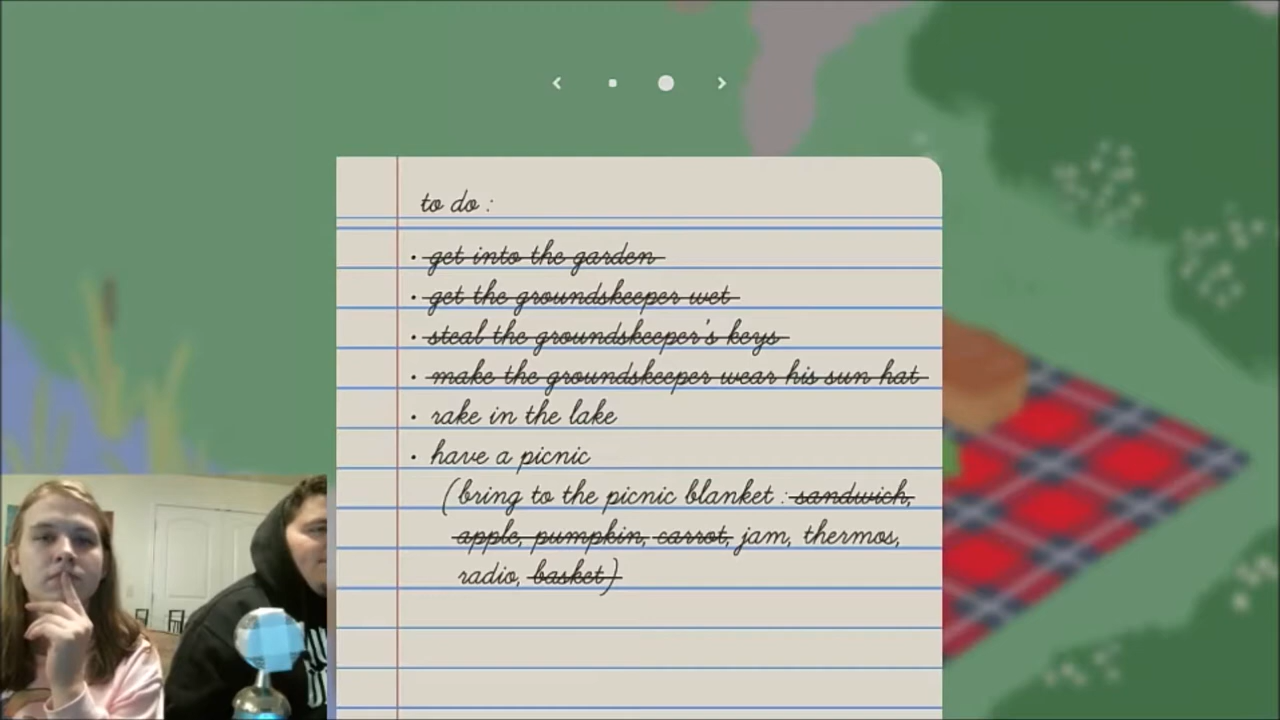 to do :
• get into the garden
• get the groundskeeper wet
• steal the groundskeeper's keys
• make the groundskeeper wear his sun hat
• rake in the lake
• have a picnic
(bring to the picnic blanket : sandwich,
apple, pumpkin, carrot, jam, thermos,
radio, basket)